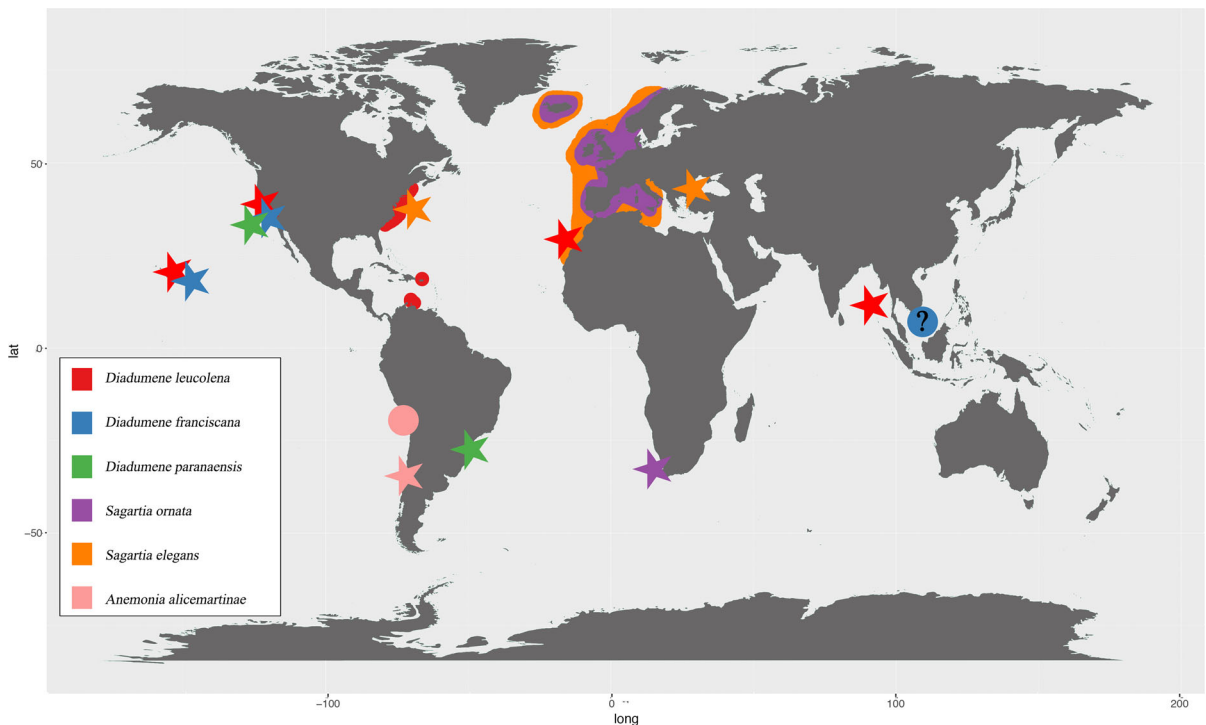 50
0
−50
lat
?
Diadumene leucolena
Diadumene franciscana
Diadumene paranaensis
Sagartia ornata
Sagartia elegans
Anemonia alicemartinae
−100
0
100
200
long